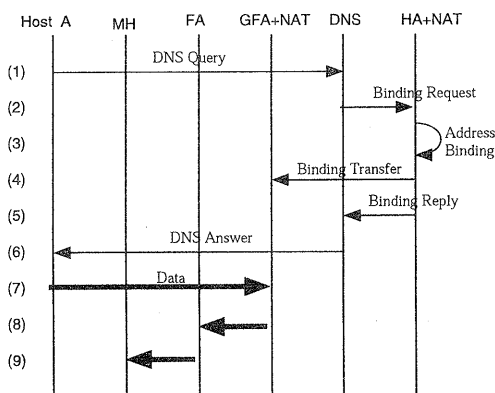 Host A MH FA GFA+NAT DNS HA+NAT
(1) DNS Query
(2) Binding Request
(3) Address Binding
(4) Binding Transfer
(5) Binding Reply
(6) DNS Answer
(7) Data
(8)
(9)